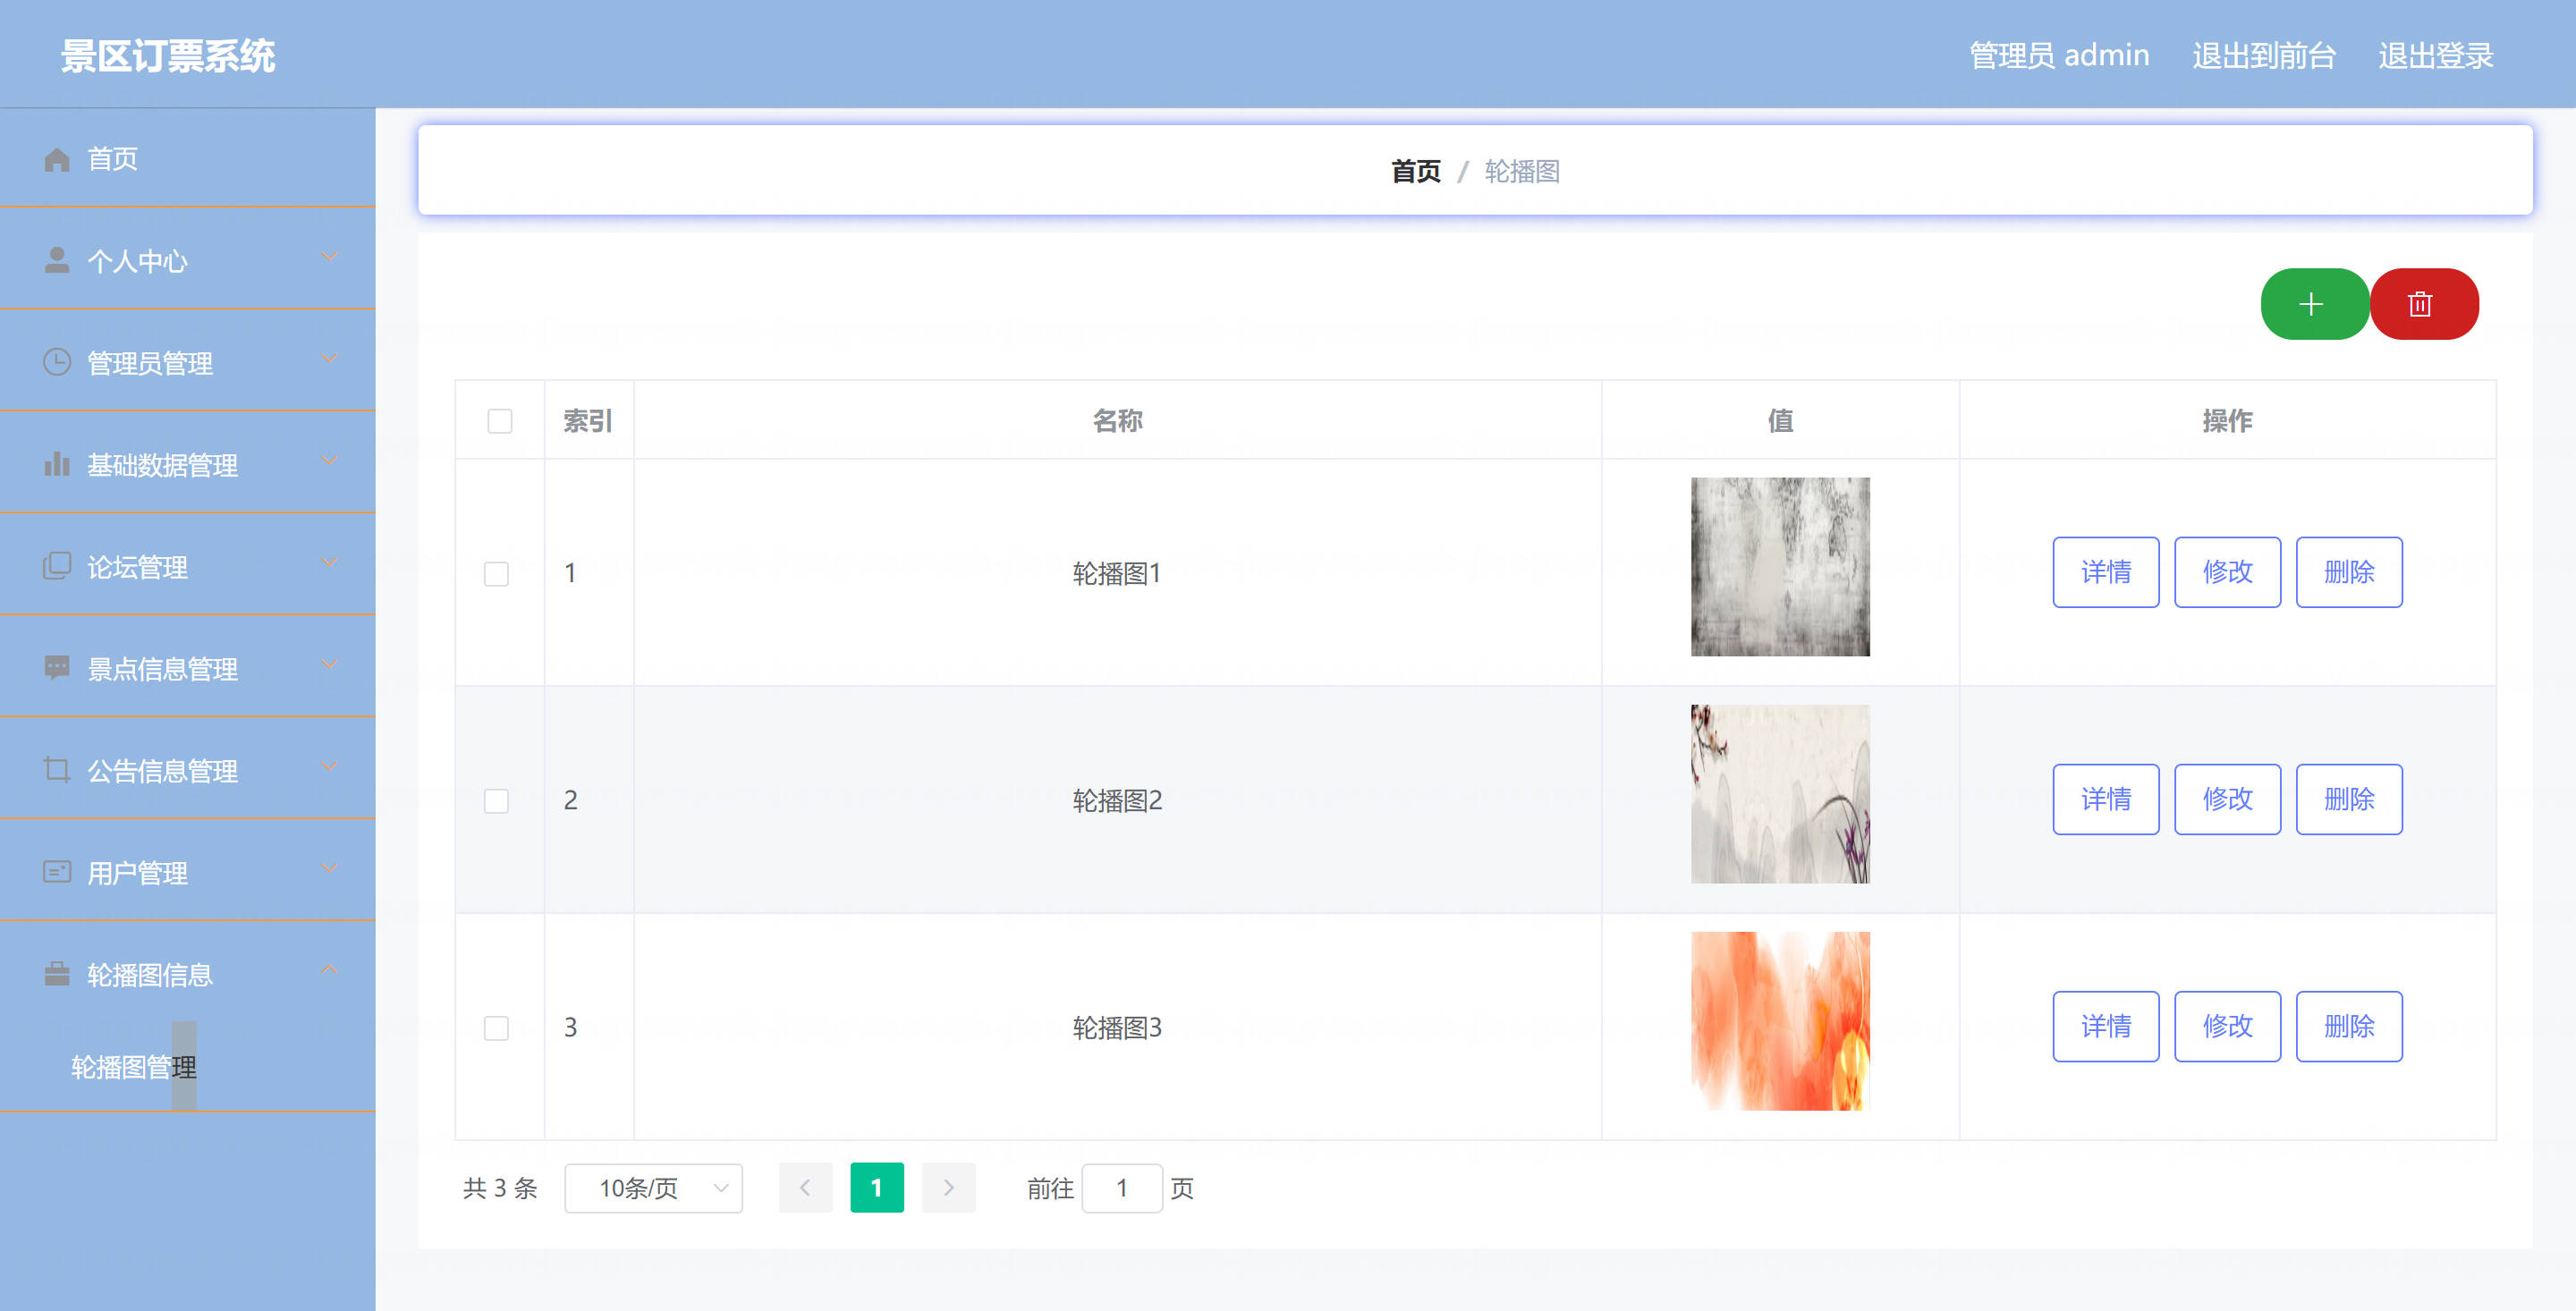 景区订票系统
管理员 admin 退出到前台 退出登录
首页
个人中心
管理员管理
基础数据管理
论坛管理
景点信息管理
公告信息管理
用户管理
轮播图信息
轮播图管理
首页 / 轮播图
索引 名称 值 操作
1 轮播图1 详情 修改 删除
2 轮播图2 详情 修改 删除
3 轮播图3 详情 修改 删除
共 3 条 10条/页 1 前往 1 页